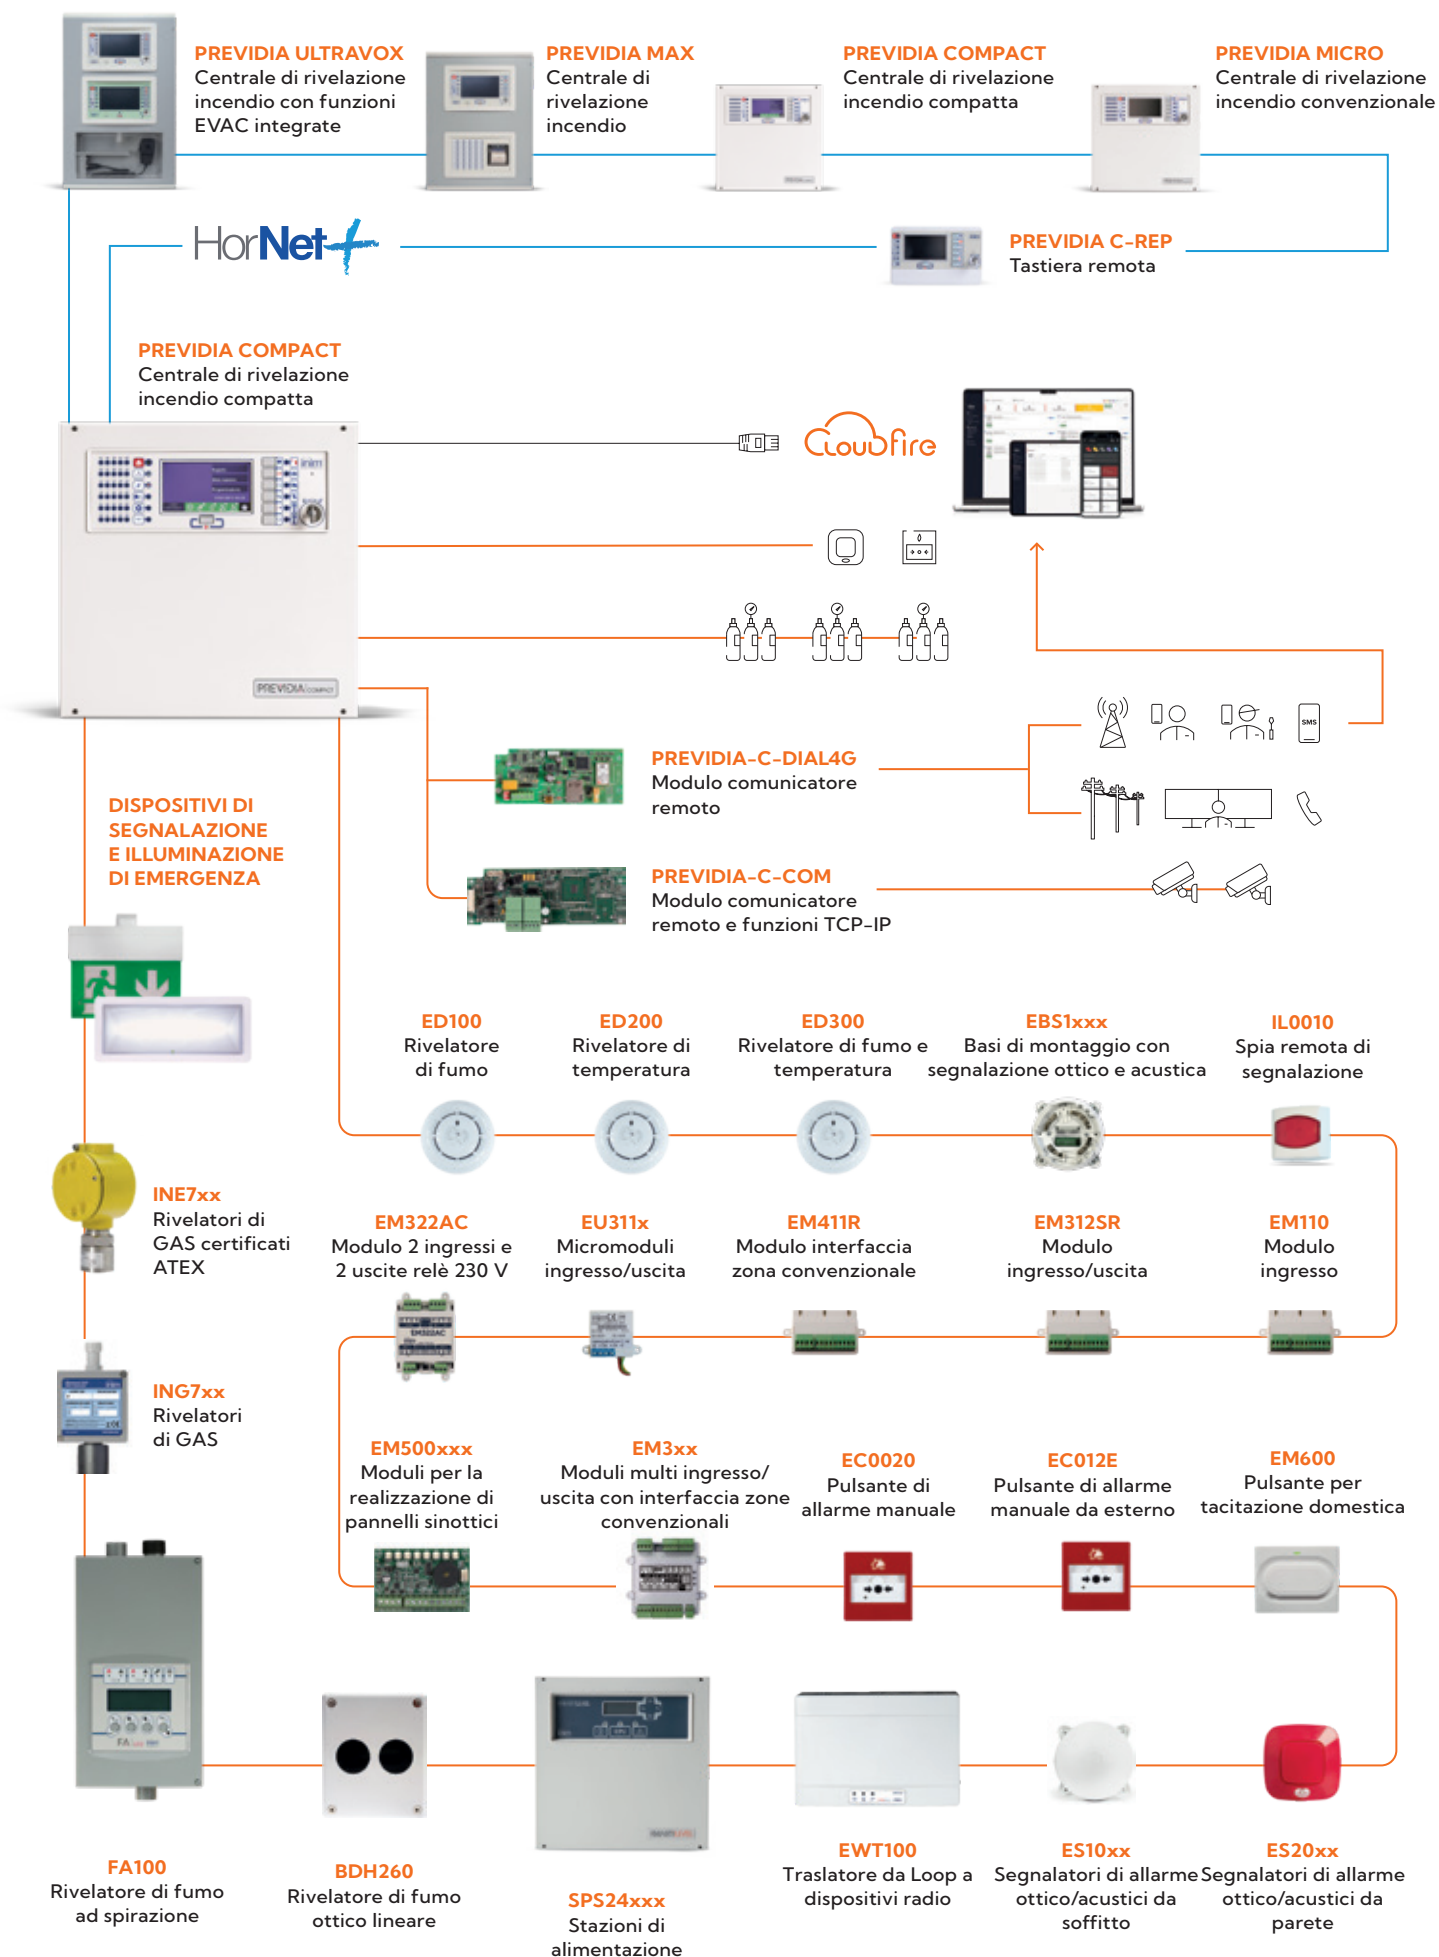 PREVIDIA ULTRAVOX
Centrale di rivelazione
incendio con funzioni
EVAC integrate
PREVIDIA MAX
Centrale di
rivelazione
incendio
PREVIDIA COMPACT
Centrale di rivelazione
incendio compatta
PREVIDIA MICRO
Centrale di rivelazione
incendio convenzionale
HorNet+
PREVIDIA C-REP
Tastiera remota
PREVIDIA COMPACT
Centrale di rivelazione
incendio compatta
inim
PREVIDIA COMPACT
CLOUDFIRE
SMS
PREVIDIA-C-DIAL4G
Modulo comunicatore
remoto
PREVIDIA-C-COM
Modulo comunicatore
remoto e funzioni TCP-IP
DISPOSITIVI DI
SEGNALAZIONE
E ILLUMINAZIONE
DI EMERGENZA
ED100
Rivelatore
di fumo
ED200
Rivelatore di
temperatura
ED300
Rivelatore di fumo e
temperatura
EBS1xxx
Basi di montaggio con
segnalazione ottico e acustica
IL0010
Spia remota di
segnalazione
INE7xx
Rivelatori di
GAS certificati
ATEX
EM322AC
Modulo 2 ingressi e
2 uscite relè 230 V
EM322AC
EU311x
Micromoduli
ingresso/uscita
EM411R
Modulo interfaccia
zona convenzionale
EM312SR
Modulo
ingresso/uscita
EM110
Modulo
ingresso
ING7xx
Rivelatori
di GAS
EM500xxx
Moduli per la
realizzazione di
pannelli sinottici
EM3xx
Moduli multi ingresso/
uscita con interfaccia zone
convenzionali
EC0020
Pulsante di
allarme manuale
EC012E
Pulsante di allarme
manuale da esterno
EM600
Pulsante per
tacitazione domestica
FA100
Rivelatore di fumo
ad spirazione
BDH260
Rivelatore di fumo
ottico lineare
SPS24xxx
Stazioni di
alimentazione
EWT100
Traslatore da Loop a
dispositivi radio
ES10xx
Segnalatori di allarme
ottico/acustici da
soffitto
ES20xx
Segnalatori di allarme
ottico/acustici da
parete